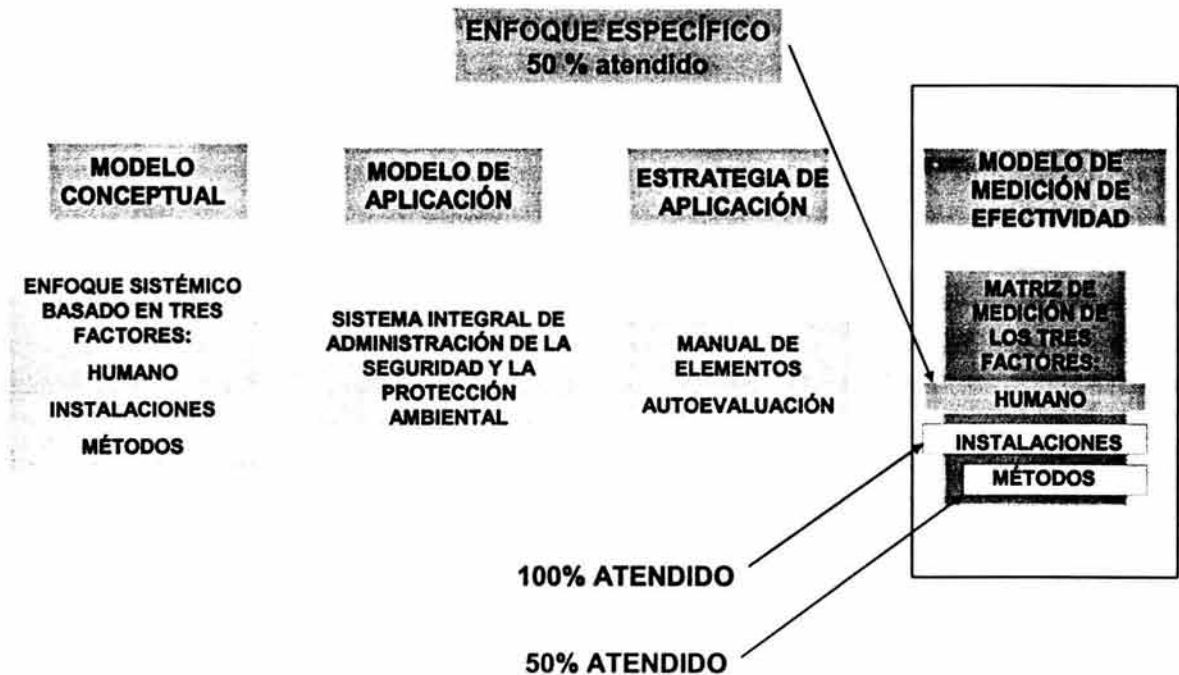 ENFOQUE ESPECÍFICO
50 % atendido
MODELO
CONCEPTUAL
ENFOQUE SISTÉMICO
BASADO EN TRES
FACTORES:
HUMANO
INSTALACIONES
MÉTODOS
MODELO DE
APLICACIÓN
SISTEMA INTEGRAL DE
ADMINISTRACIÓN DE LA
SEGURIDAD Y LA
PROTECCIÓN
AMBIENTAL
ESTRATEGIA DE
APLICACIÓN
MANUAL DE
ELEMENTOS
AUTOEVALUACIÓN
MODELO DE
MEDICIÓN DE
EFECTIVIDAD
MATRIZ DE
MEDICIÓN DE
LOS TRES
FACTORES:
HUMANO
INSTALACIONES
MÉTODOS
100% ATENDIDO
50% ATENDIDO